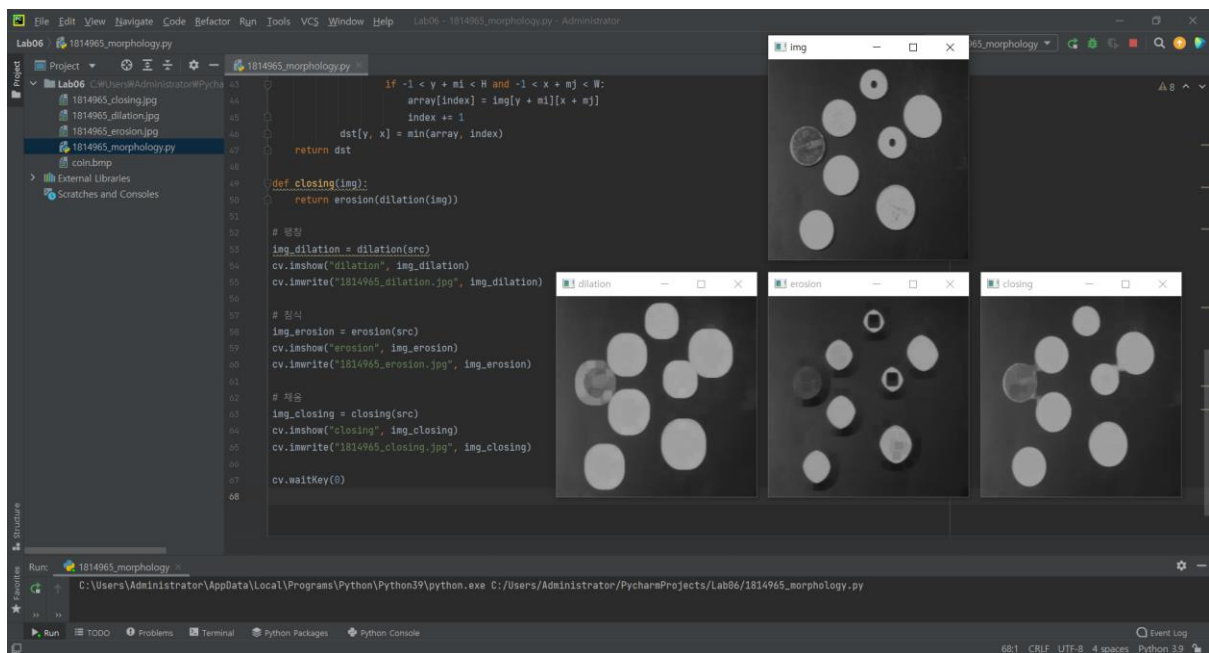 File Edit View Navigate Code Refactor Run Tools VCS Window Help Lab06 - 1814965_morphology.py - Administrator
Lab06 1814965_morphology.py
65_morphology
Project
1814965_morphology.py
Lab06 C:₩Users₩Administrator₩Pycha
1814965_closing.jpg
1814965_dilation.jpg
1814965_erosion.jpg
1814965_morphology.py
coin.bmp
External Libraries
Scratches and Consoles
8
43 if -1 < y + mi < H and -1 < x + mj < W:
44 array[index] = img[y + mi][x + mj]
45 index += 1
46 dst[y, x] = min(array, index)
47 return dst
48
49 def closing(img):
50 return erosion(dilation(img))
51
52 # 팽창
53 img_dilation = dilation(src)
54 cv.imshow("dilation", img_dilation)
55 cv.imwrite("1814965_dilation.jpg", img_dilation)
56
57 # 침식
58 img_erosion = erosion(src)
59 cv.imshow("erosion", img_erosion)
60 cv.imwrite("1814965_erosion.jpg", img_erosion)
61
62 # 채움
63 img_closing = closing(src)
64 cv.imshow("closing", img_closing)
65 cv.imwrite("1814965_closing.jpg", img_closing)
66
67 cv.waitKey(0)
68
img
dilation
erosion
closing
Structure
Favorites
Run: 1814965_morphology
C:\Users\Administrator\AppData\Local\Programs\Python\Python39\python.exe C:/Users/Administrator/PycharmProjects/Lab06/1814965_morphology.py
Run TODO Problems Terminal Python Packages Python Console Event Log
68:1 CRLF UTF-8 4 spaces Python 3.9